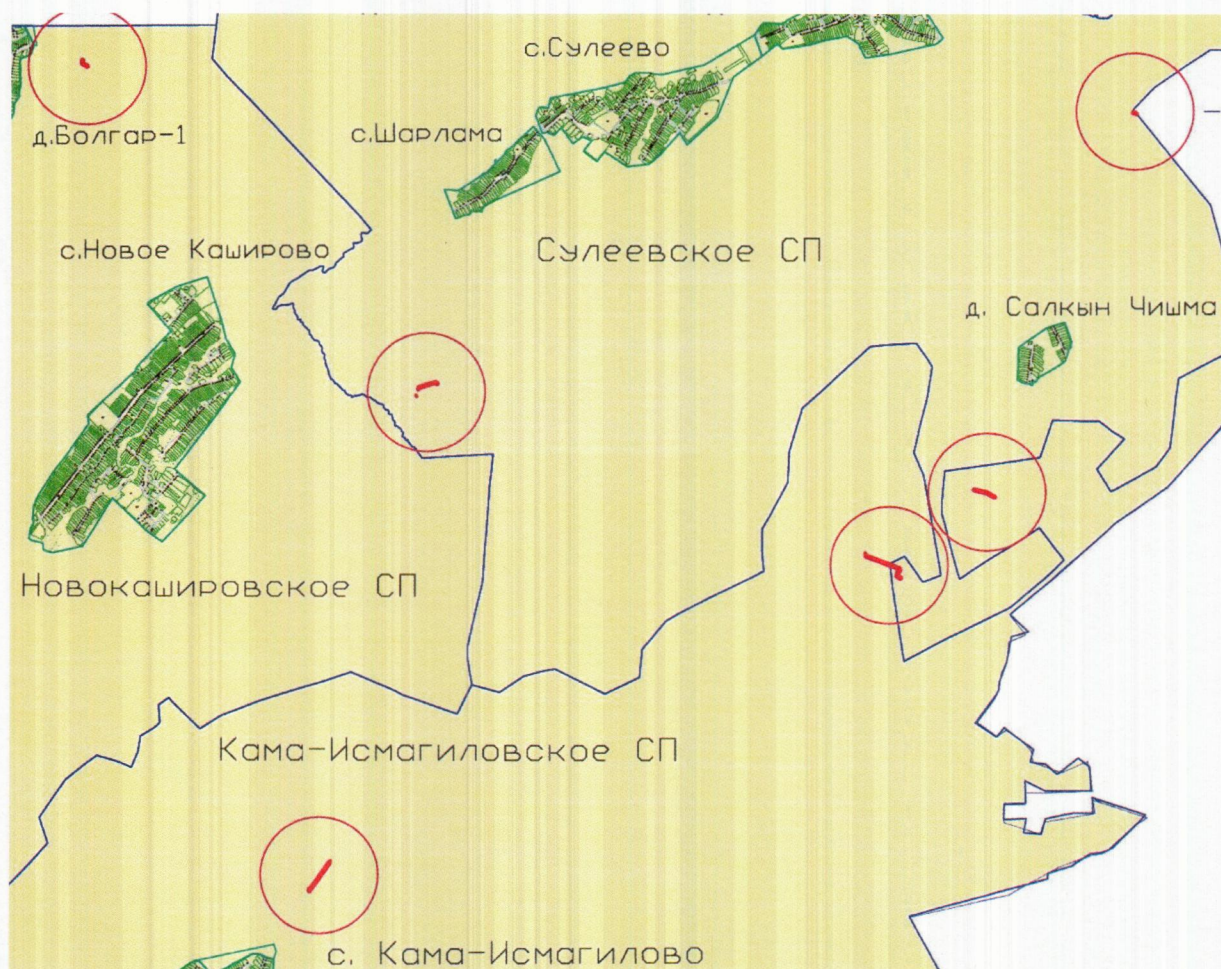 с.Сулеево
д.Болгар-1
с.Шарлама
с.Новое Каширово
Сулеевское СП
д. Салкын Чишма
Новокашировское СП
Кама-Исмагиловское СП
с. Кама-Исмагилово